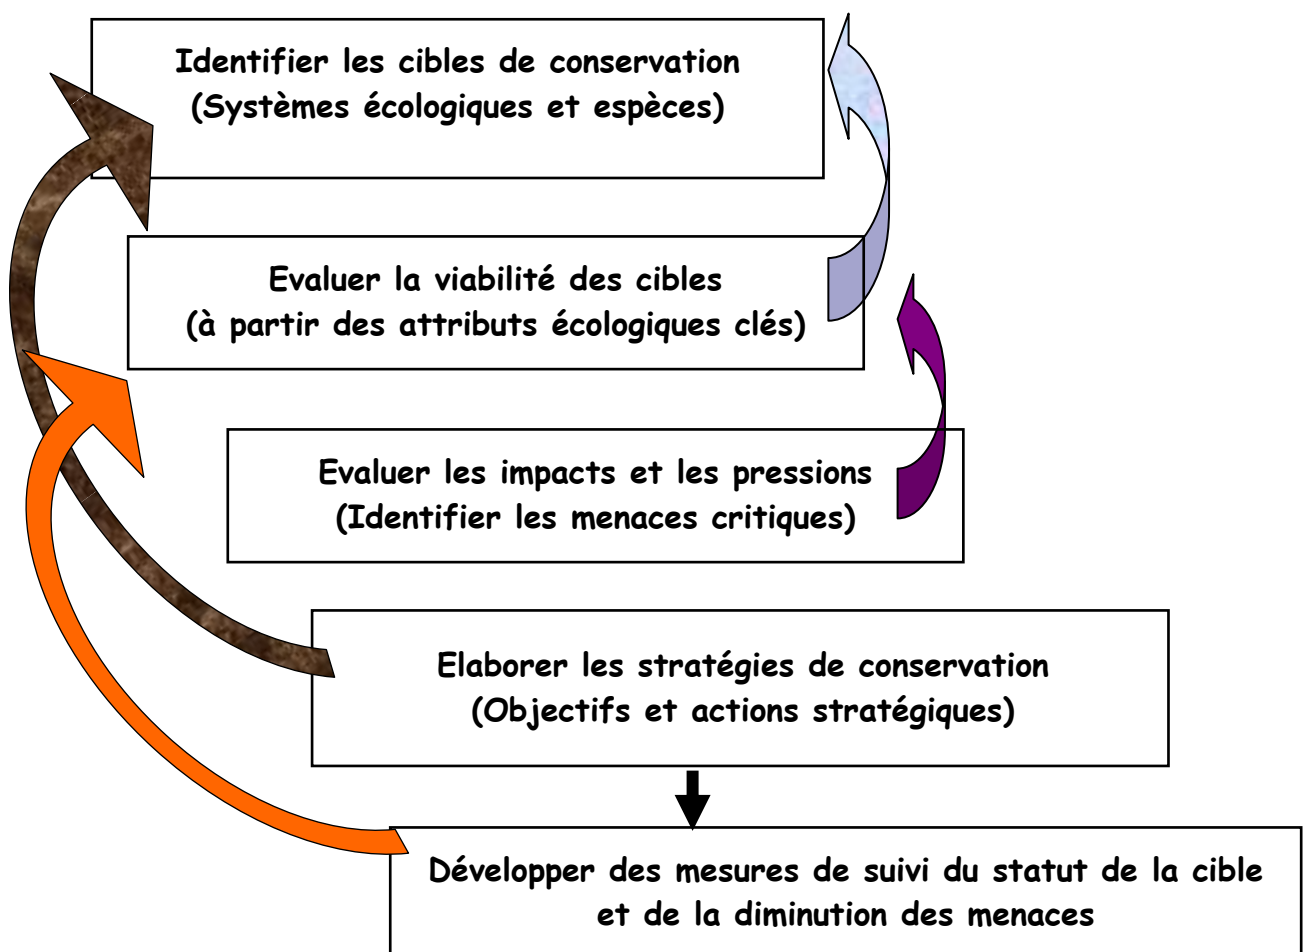 Identifier les cibles de conservation
(Systèmes écologiques et espèces)
Evaluer la viabilité des cibles
(à partir des attributs écologiques clés)
Evaluer les impacts et les pressions
(Identifier les menaces critiques)
Elaborer les stratégies de conservation
(Objectifs et actions stratégiques)
Développer des mesures de suivi du statut de la cible
et de la diminution des menaces